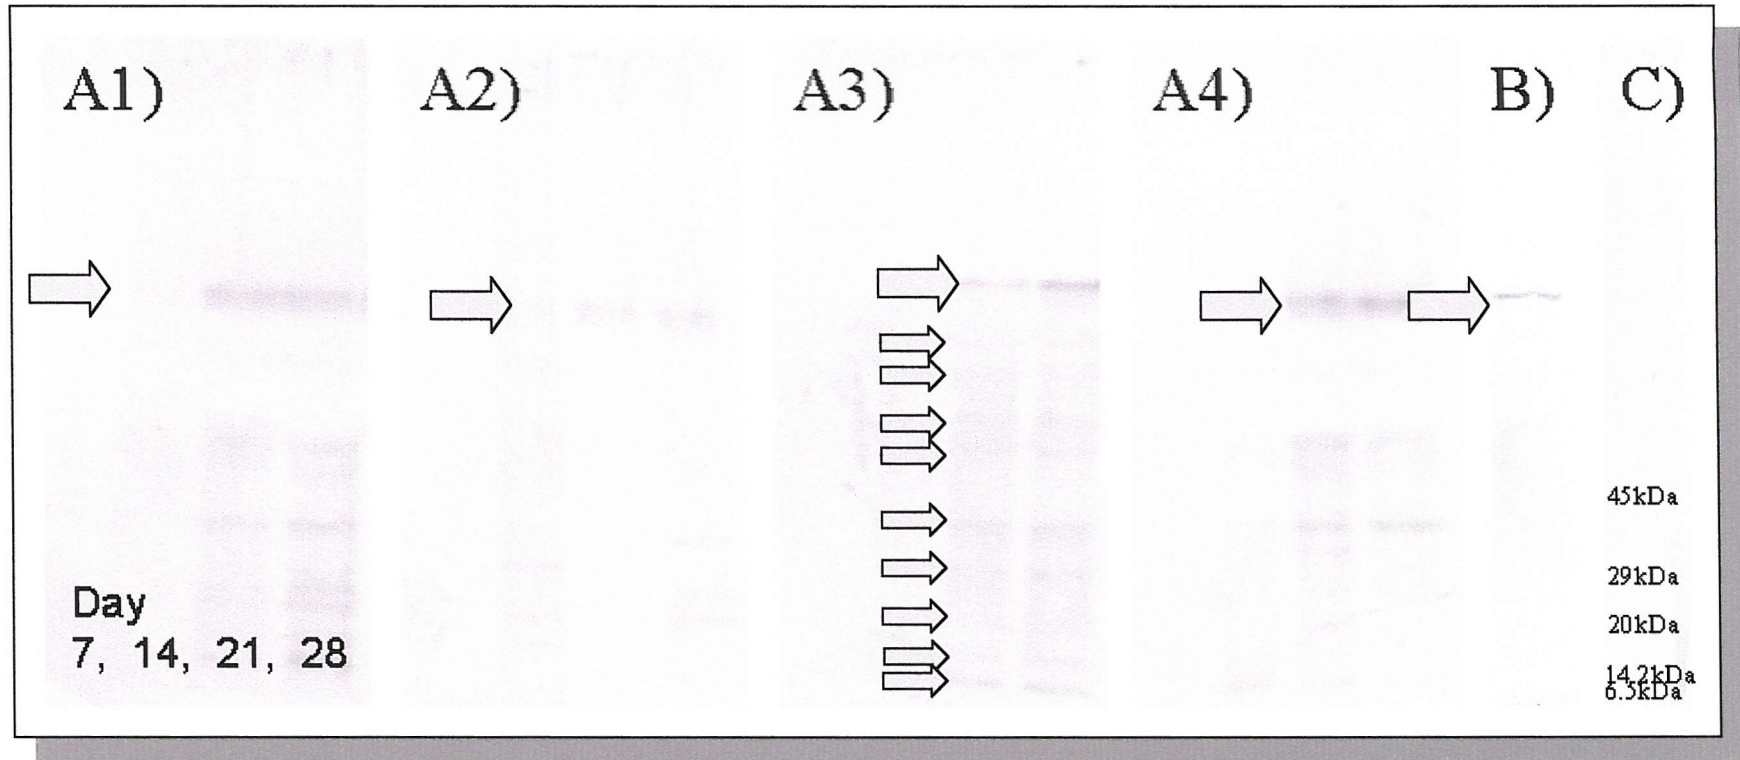 A1) A2) A3) A4) B) C)
45kDa
29kDa
20kDa
14.2kDa
6.5kDa
Day
7, 14, 21, 28